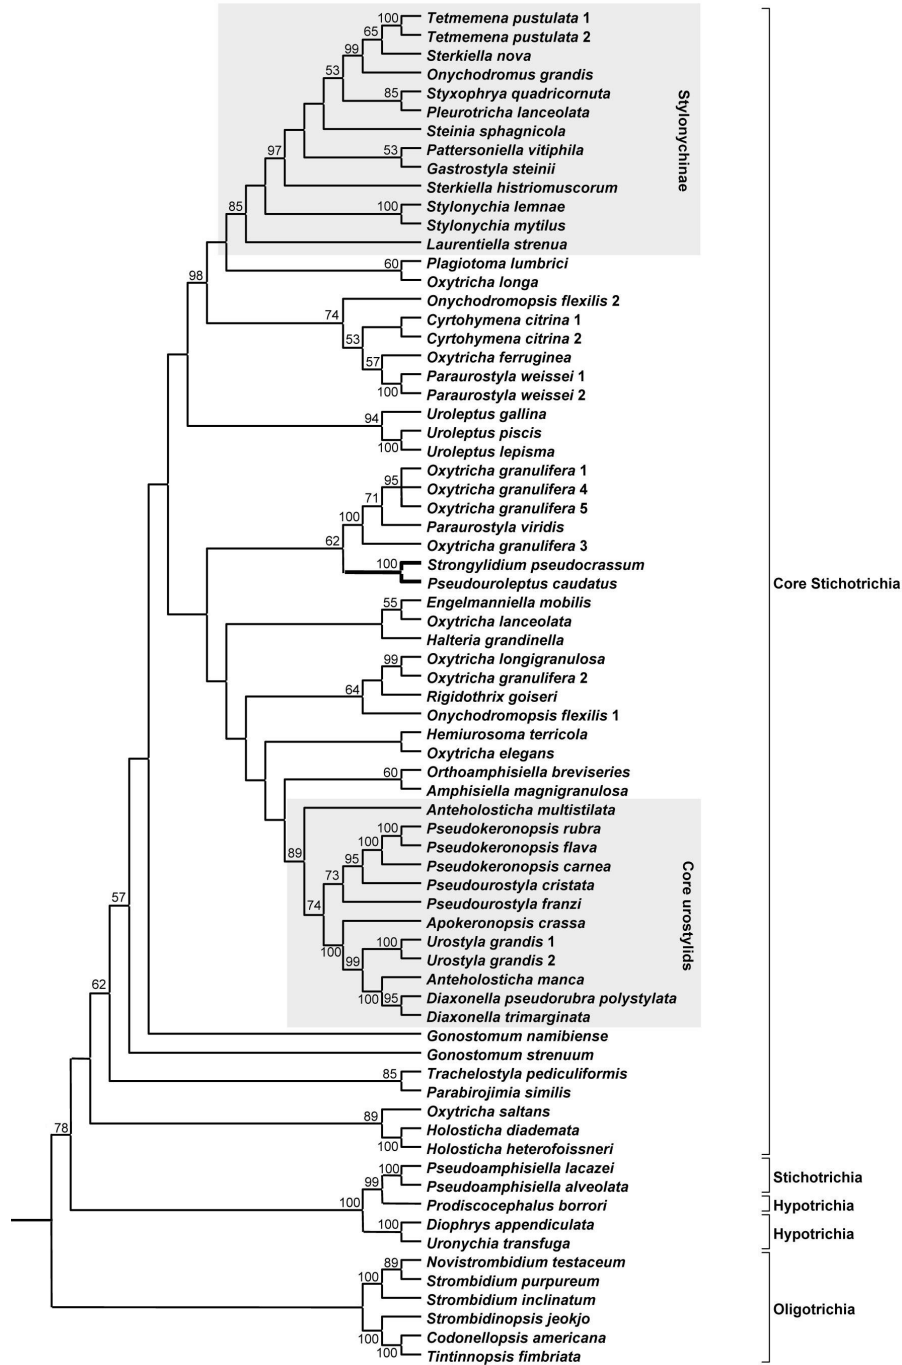 100 Tetmemena pustulata 1
65 Tetmemena pustulata 2
99 Sterkiella nova
53 Onychodromus grandis
85 Styxophrya quadricornuta
Pleurotricha lanceolata
Steinia sphagnicola
97 53 Pattersoniella vitiphila
Gastrostyla steinii
Sterkiella histriomuscorum
85 100 Stylonychia lemnae
Stylonychia mytilus
Laurentiella strenua
Stylonychinae
60 Plagiotoma lumbrici
98 Oxytricha longa
74 Onychodromopsis flexilis 2
Cyrtohymena citrina 1
53 Cyrtohymena citrina 2
57 Oxytricha ferruginea
Paraurostyla weissei 1
100 Paraurostyla weissei 2
94 Uroleptus gallina
Uroleptus piscis
100 Uroleptus lepisma
Oxytricha granulifera 1
95 Oxytricha granulifera 4
71 Oxytricha granulifera 5
100 Paraurostyla viridis
62 Oxytricha granulifera 3
100 Strongylidium pseudocrassum
Pseudouroleptus caudatus
Core Stichotrichia
55 Engelmanniella mobilis
Oxytricha lanceolata
Halteria grandinella
99 Oxytricha longigranulosa
Oxytricha granulifera 2
64 Rigidothrix goiseri
Onychodromopsis flexilis 1
Hemiurosoma terricola
Oxytricha elegans
60 Orthoamphisiella breviseries
Amphisiella magnigranulosa
Anteholosticha multistilata
100 Pseudokeronopsis rubra
100 Pseudokeronopsis flava
89 95 Pseudokeronopsis carnea
73 Pseudourostyla cristata
74 Pseudourostyla franzi
Apokeronopsis crassa
100 100 Urostyla grandis 1
99 Urostyla grandis 2
Anteholosticha manca
100 95 Diaxonella pseudorubra polystylata
Diaxonella trimarginata
Core urostylids
57 Gonostomum namibiense
Gonostomum strenuum
62 85 Trachelostyla pediculiformis
Parabirojimia similis
89 Oxytricha saltans
78 Holosticha diademata
100 Holosticha heterofoissneri
100 Pseudoamphisiella lacazei
99 Pseudoamphisiella alveolata
Stichotrichia
100 Prodiscocephalus borrori
Hypotrichia
100 Diophrys appendiculata
Uronychia transfuga
Hypotrichia
89 Novistrombidium testaceum
100 Strombidium purpureum
Strombidium inclinatum
Strombidinopsis jeokjo
100 Codonellopsis americana
100 Tintinnopsis fimbriata
Oligotrichia